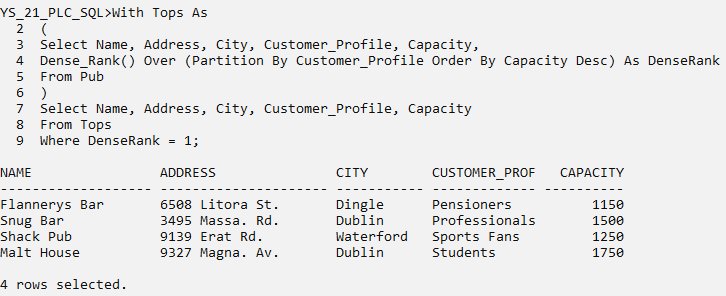 YS_21_PLC_SQL>With Tops As
  2  (
  3  Select Name, Address, City, Customer_Profile, Capacity,
  4  Dense_Rank() Over (Partition By Customer_Profile Order By Capacity Desc) As DenseRank
  5  From Pub
  6  )
  7  Select Name, Address, City, Customer_Profile, Capacity
  8  From Tops
  9  Where DenseRank = 1;

NAME                ADDRESS               CITY        CUSTOMER_PROF   CAPACITY
------------------- --------------------- ----------- ------------- ----------
Flannerys Bar       6508 Litora St.       Dingle      Pensioners          1150
Snug Bar            3495 Massa. Rd.       Dublin      Professionals       1500
Shack Pub           9139 Erat Rd.         Waterford   Sports Fans         1250
Malt House          9327 Magna. Av.       Dublin      Students            1750

4 rows selected.